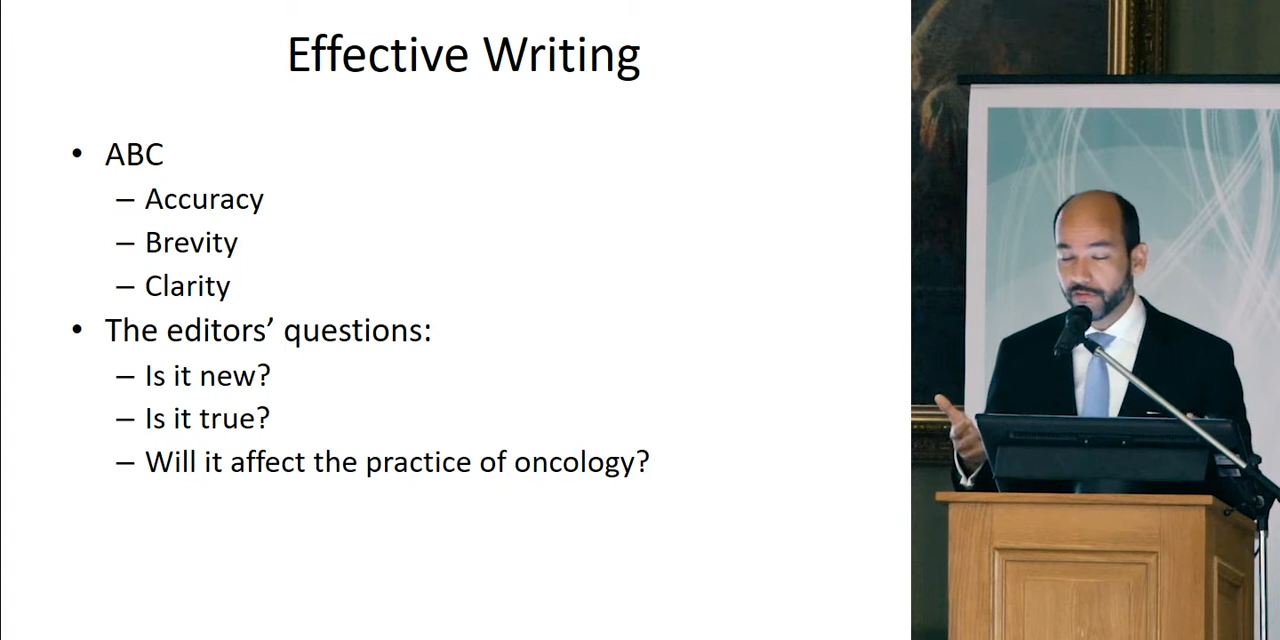 Effective Writing
• ABC
– Accuracy
– Brevity
– Clarity
• The editors’ questions:
– Is it new?
– Is it true?
– Will it affect the practice of oncology?